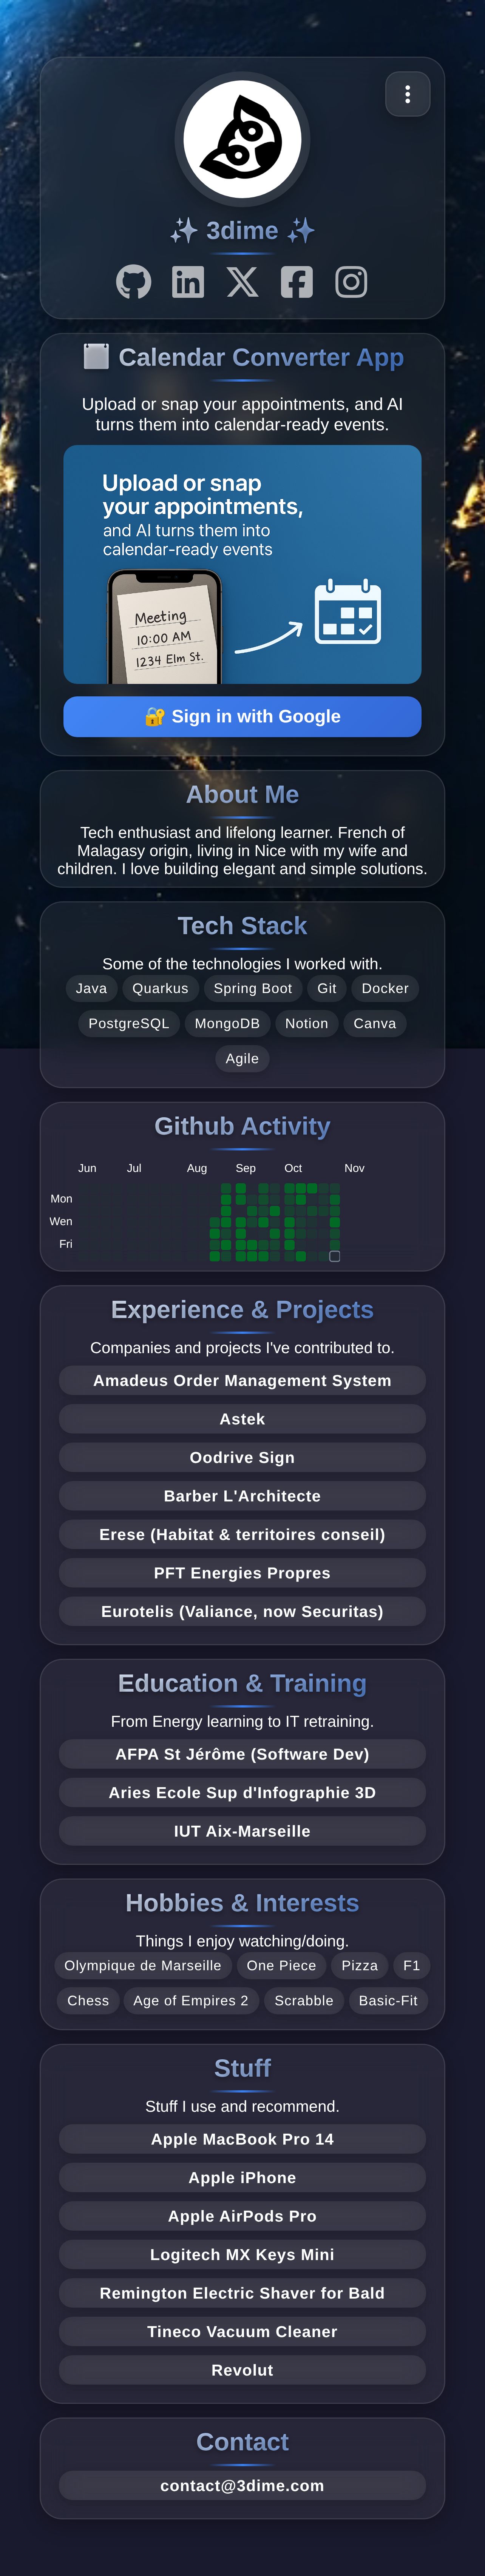 ✨ 3dime ✨
Calendar Converter App
Upload or snap your appointments, and AI
turns them into calendar-ready events.
Upload or snap
your appointments,
and AI turns them into
calendar-ready events
Meeting
10:00 AM
1234 Elm St.
🔐 Sign in with Google
About Me
Tech enthusiast and lifelong learner. French of
Malagasy origin, living in Nice with my wife and
children. I love building elegant and simple solutions.
Tech Stack
Some of the technologies I worked with.
Java Quarkus Spring Boot Git Docker
PostgreSQL MongoDB Notion Canva
Agile
Github Activity
Jun Jul Aug Sep Oct Nov
Mon
Wen
Fri
Experience & Projects
Companies and projects I've contributed to.
Amadeus Order Management System
Astek
Oodrive Sign
Barber L'Architecte
Erese (Habitat & territoires conseil)
PFT Energies Propres
Eurotelis (Valiance, now Securitas)
Education & Training
From Energy learning to IT retraining.
AFPA St Jérôme (Software Dev)
Aries Ecole Sup d'Infographie 3D
IUT Aix-Marseille
Hobbies & Interests
Things I enjoy watching/doing.
Olympique de Marseille One Piece Pizza F1
Chess Age of Empires 2 Scrabble Basic-Fit
Stuff
Stuff I use and recommend.
Apple MacBook Pro 14
Apple iPhone
Apple AirPods Pro
Logitech MX Keys Mini
Remington Electric Shaver for Bald
Tineco Vacuum Cleaner
Revolut
Contact
contact@3dime.com